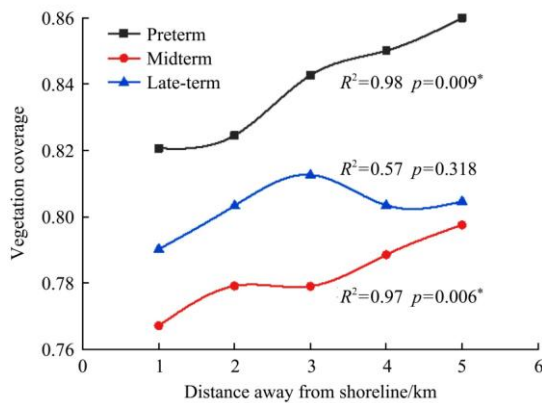 0.86
0.84
0.82
0.80
0.78
0.76
Vegetation coverage
Preterm
Midterm
Late-term
R²=0.98 p=0.009*
R²=0.57 p=0.318
R²=0.97 p=0.006*
0 1 2 3 4 5 6
Distance away from shoreline/km